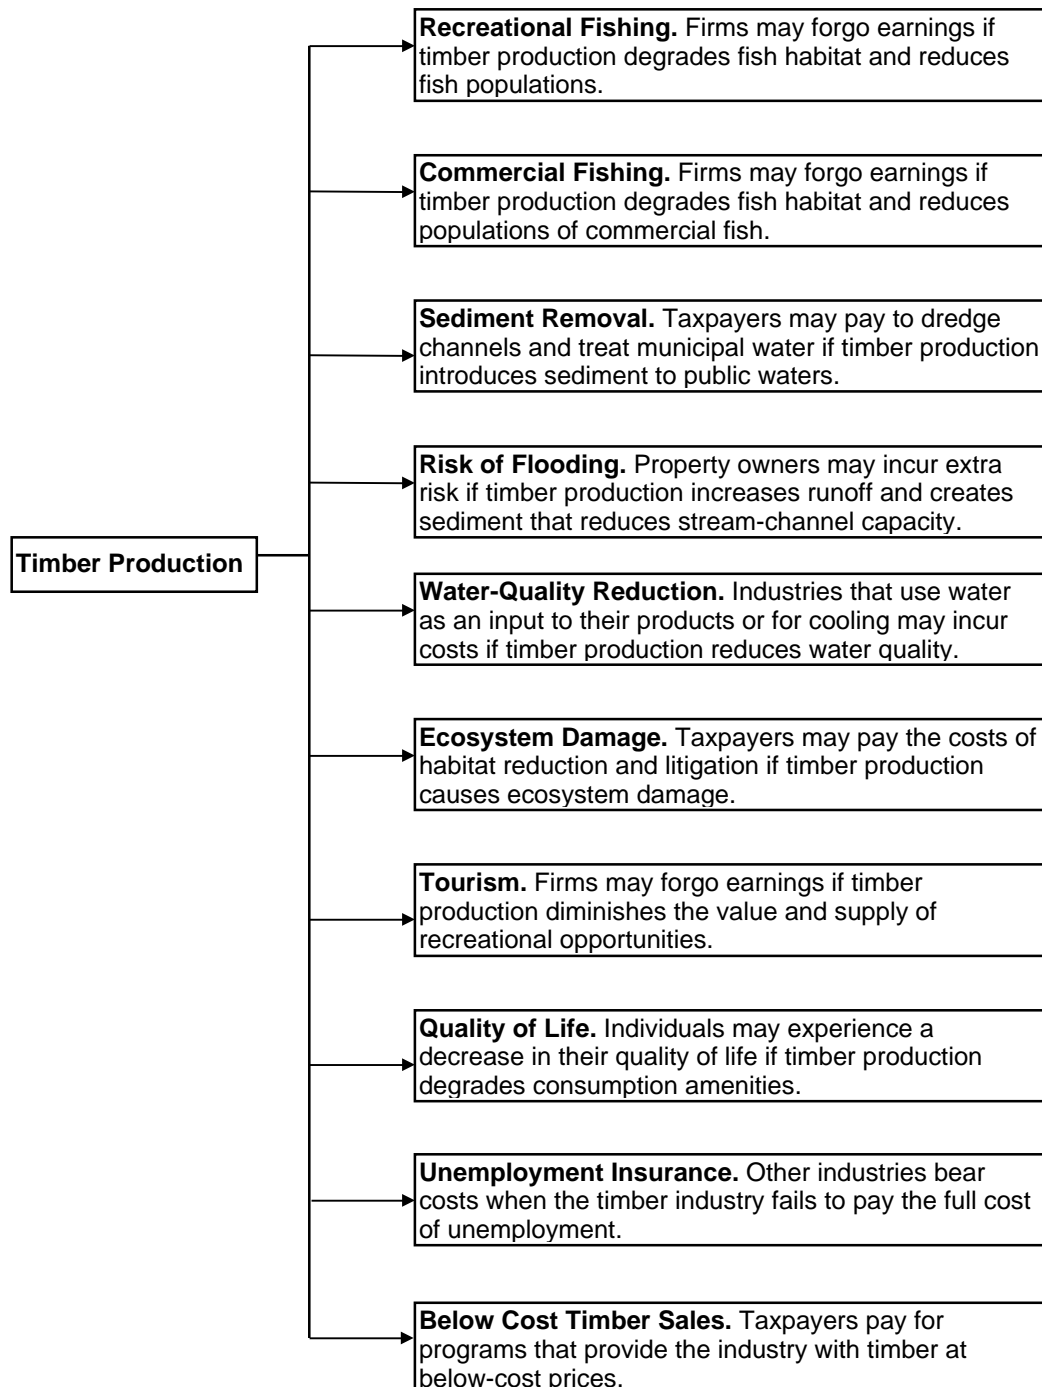 Recreational Fishing. Firms may forgo earnings if
timber production degrades fish habitat and reduces
fish populations.
Commercial Fishing. Firms may forgo earnings if
timber production degrades fish habitat and reduces
populations of commercial fish.
Sediment Removal. Taxpayers may pay to dredge
channels and treat municipal water if timber production
introduces sediment to public waters.
Risk of Flooding. Property owners may incur extra
risk if timber production increases runoff and creates
sediment that reduces stream-channel capacity.
Timber Production
Water-Quality Reduction. Industries that use water
as an input to their products or for cooling may incur
costs if timber production reduces water quality.
Ecosystem Damage. Taxpayers may pay the costs of
habitat reduction and litigation if timber production
causes ecosystem damage.
Tourism. Firms may forgo earnings if timber
production diminishes the value and supply of
recreational opportunities.
Quality of Life. Individuals may experience a
decrease in their quality of life if timber production
degrades consumption amenities.
Unemployment Insurance. Other industries bear
costs when the timber industry fails to pay the full cost
of unemployment.
Below Cost Timber Sales. Taxpayers pay for
programs that provide the industry with timber at
below-cost prices.